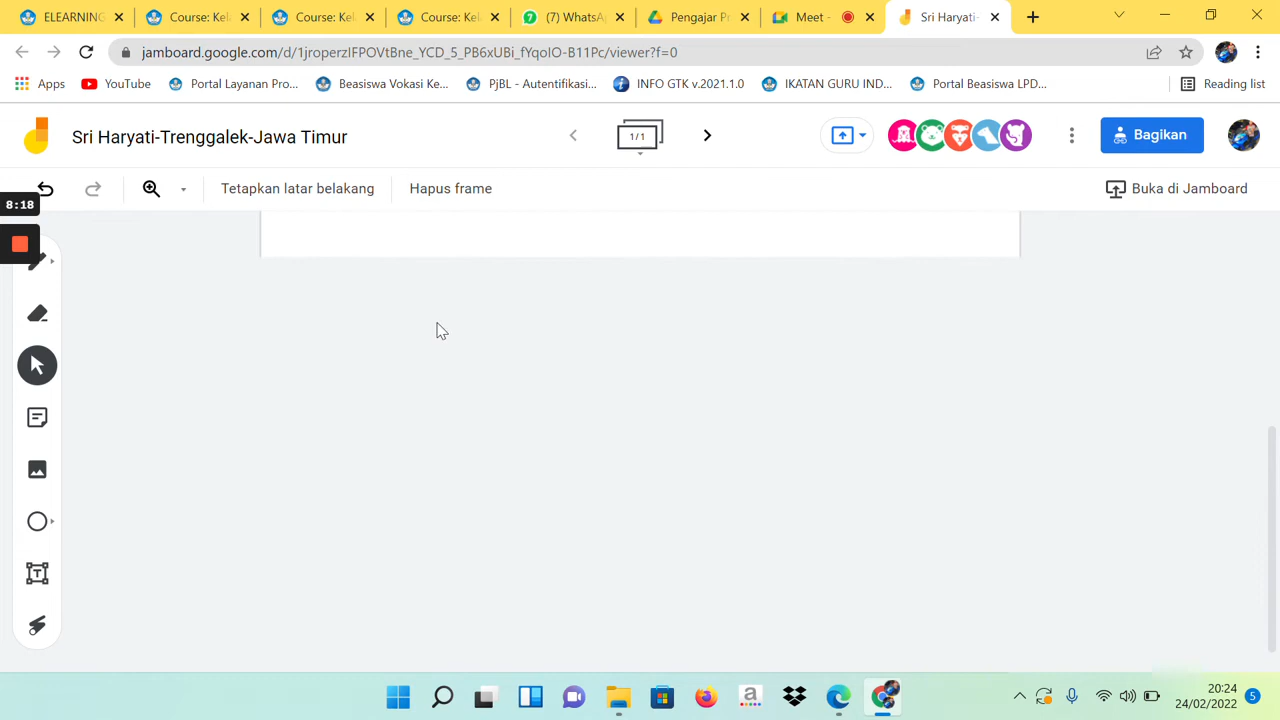 ELEARNING
Course: Kel
Course: Kel
Course: Kel
(7) WhatsA
Pengajar P
Meet -
Sri Haryati-
jamboard.google.com/d/1jroperzlFPOVtBne_YCD_5_PB6xUBi_fYqoIO-B11Pc/viewer?f=0
Apps
YouTube
Portal Layanan Pro...
Beasiswa Vokasi Ke...
PjBL - Autentifikasi...
INFO GTK v.2021.1.0
IKATAN GURU IND...
Portal Beasiswa LPD...
Reading list
Sri Haryati-Trenggalek-Jawa Timur
1/1
Bagikan
Tetapkan latar belakang
Hapus frame
Buka di Jamboard
8:18
20:24
24/02/2022
5